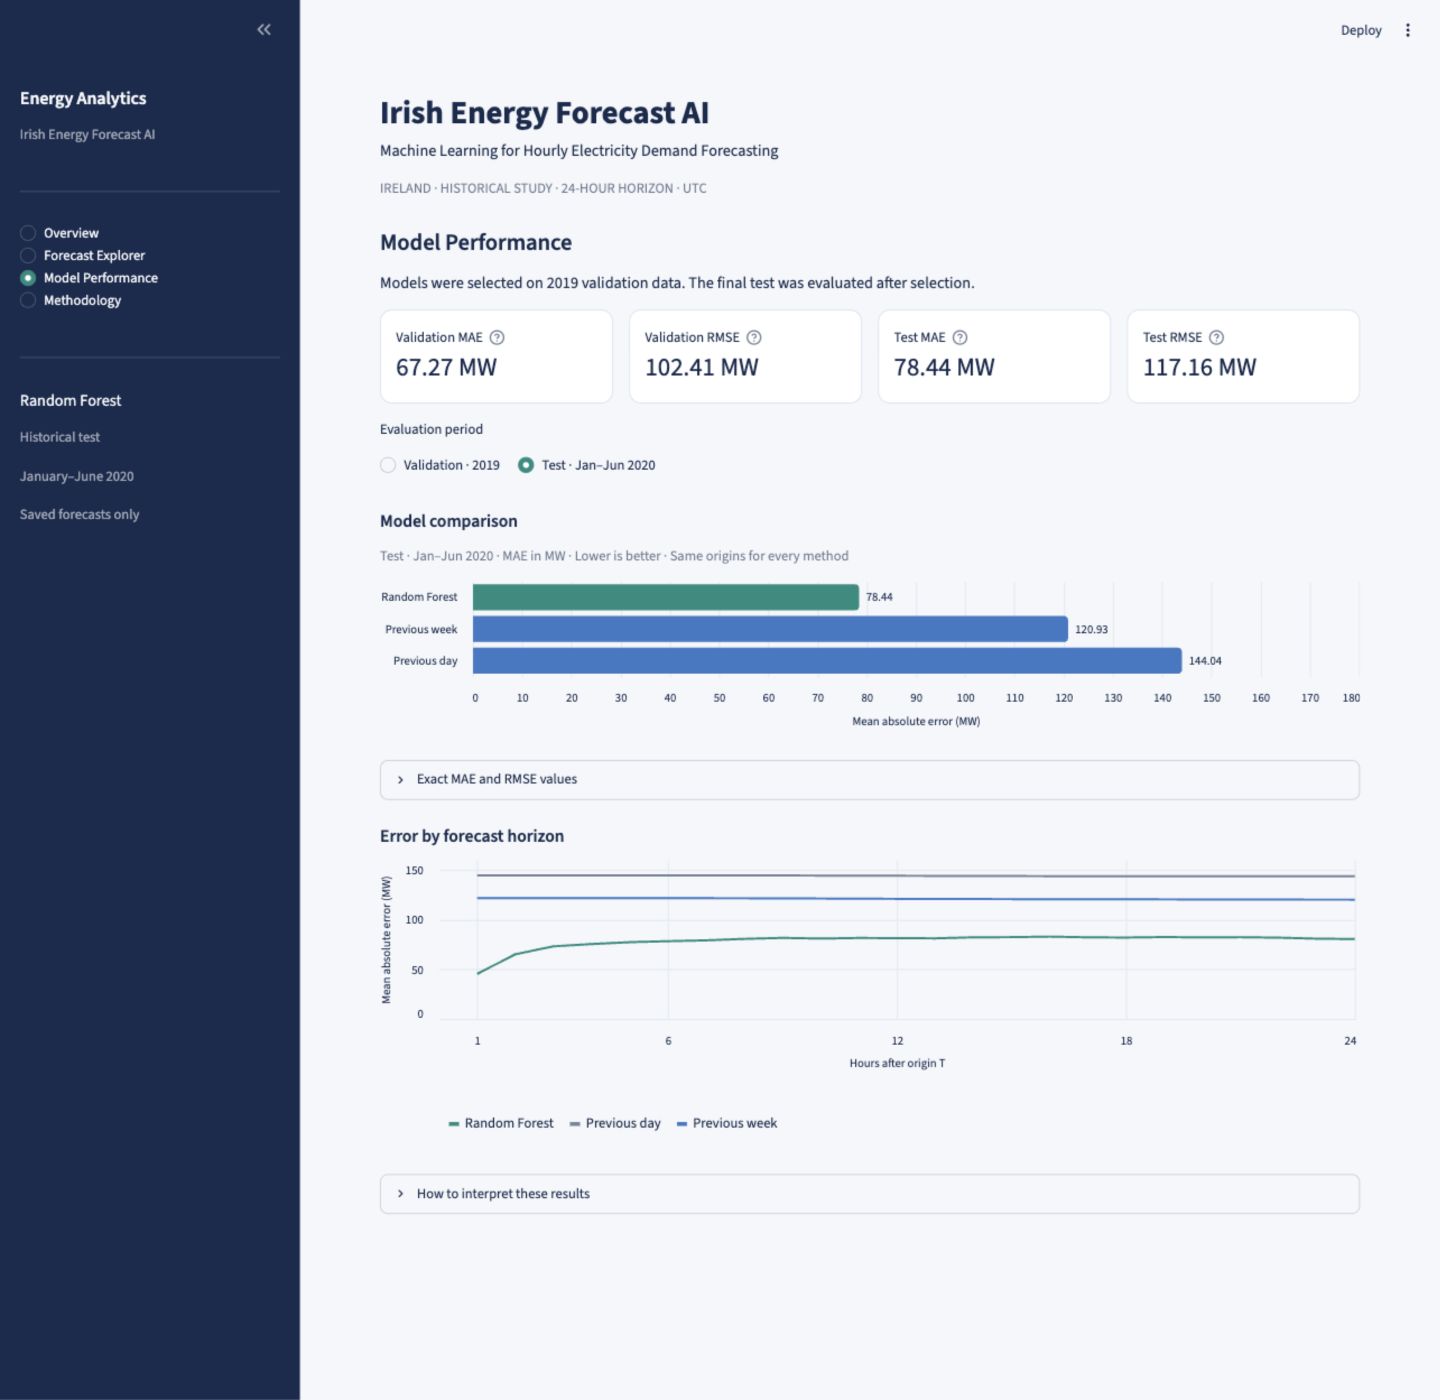 Deploy
Energy Analytics
Irish Energy Forecast AI
Overview
Forecast Explorer
Model Performance
Methodology
Random Forest
Historical test
January–June 2020
Saved forecasts only
Irish Energy Forecast AI
Machine Learning for Hourly Electricity Demand Forecasting
IRELAND · HISTORICAL STUDY · 24-HOUR HORIZON · UTC
Model Performance
Models were selected on 2019 validation data. The final test was evaluated after selection.
Validation MAE
67.27 MW
Validation RMSE
102.41 MW
Test MAE
78.44 MW
Test RMSE
117.16 MW
Evaluation period
Validation · 2019
Test · Jan–Jun 2020
Model comparison
Test · Jan–Jun 2020 · MAE in MW · Lower is better · Same origins for every method
Random Forest 78.44
Previous week 120.93
Previous day 144.04
0 10 20 30 40 50 60 70 80 90 100 110 120 130 140 150 160 170 180
Mean absolute error (MW)
Exact MAE and RMSE values
Error by forecast horizon
Mean absolute error (MW)
150
100
50
0
1 6 12 18 24
Hours after origin T
Random Forest Previous day Previous week
How to interpret these results